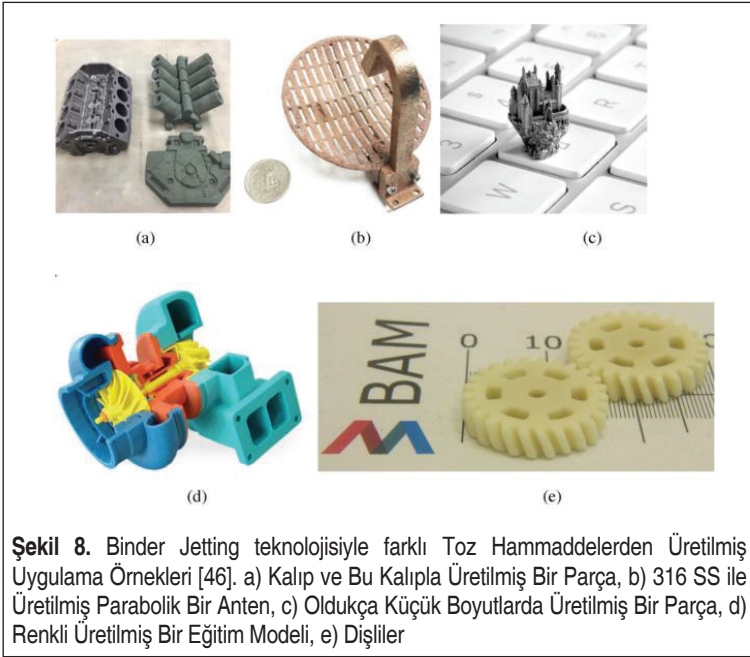 (a)
(b)
(c)
W
S
R
(d)
BAM
0 10
(e)
Şekil 8. Binder Jetting teknolojisiyle farklı Toz Hammaddelerden Üretilmiş
Uygulama Örnekleri [46]. a) Kalıp ve Bu Kalıpla Üretilmiş Bir Parça, b) 316 SS ile
Üretilmiş Parabolik Bir Anten, c) Oldukça Küçük Boyutlarda Üretilmiş Bir Parça, d)
Renkli Üretilmiş Bir Eğitim Modeli, e) Dişliler